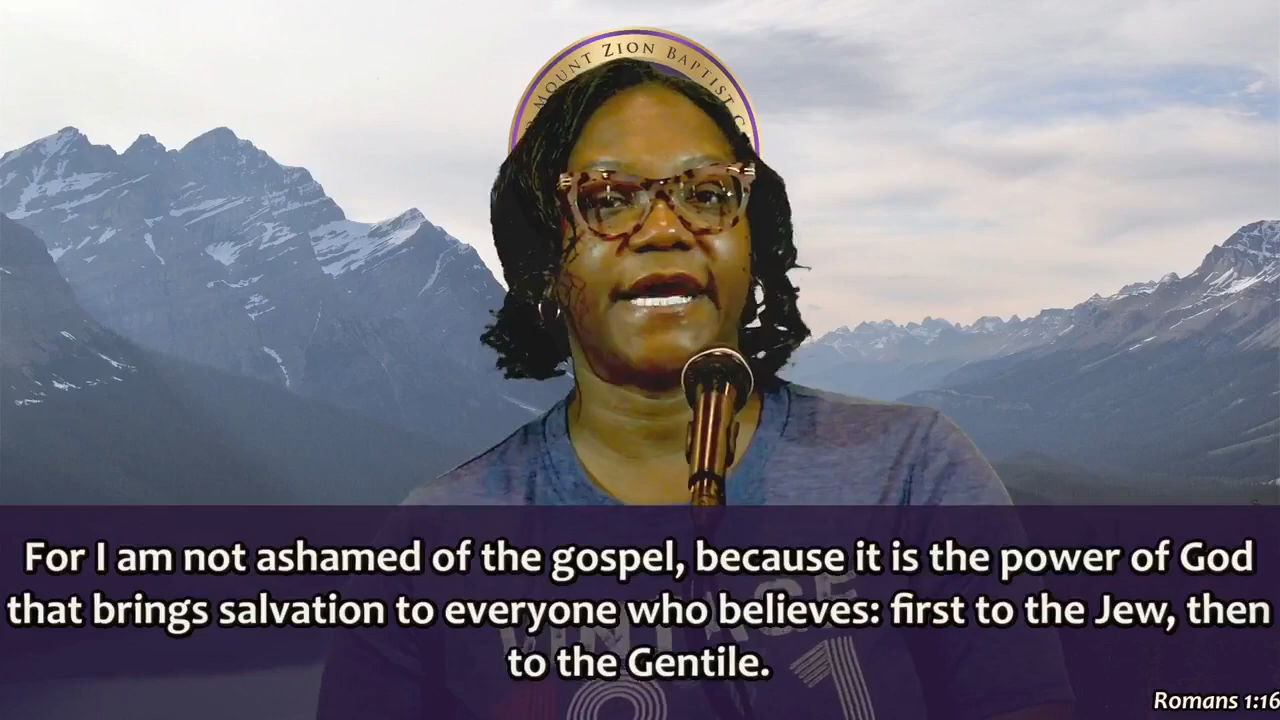 MOUNT ZION BAPTIST C
For I am not ashamed of the gospel, because it is the power of God
that brings salvation to everyone who believes: first to the Jew, then
to the Gentile.
VINTAGE
Romans 1:16